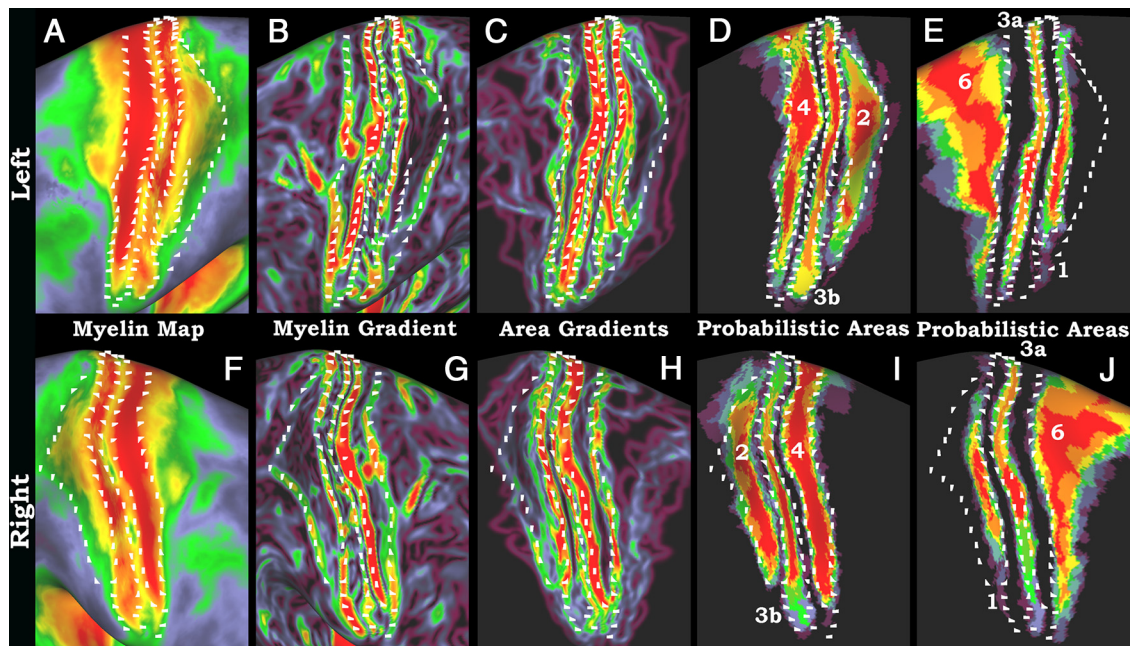 A B C D E
3a
6
4
2
1
3b
Left
Myelin Map Myelin Gradient Area Gradients Probabilistic Areas Probabilistic Areas
3a
F G H I J
6
4
2
1
3b
Right